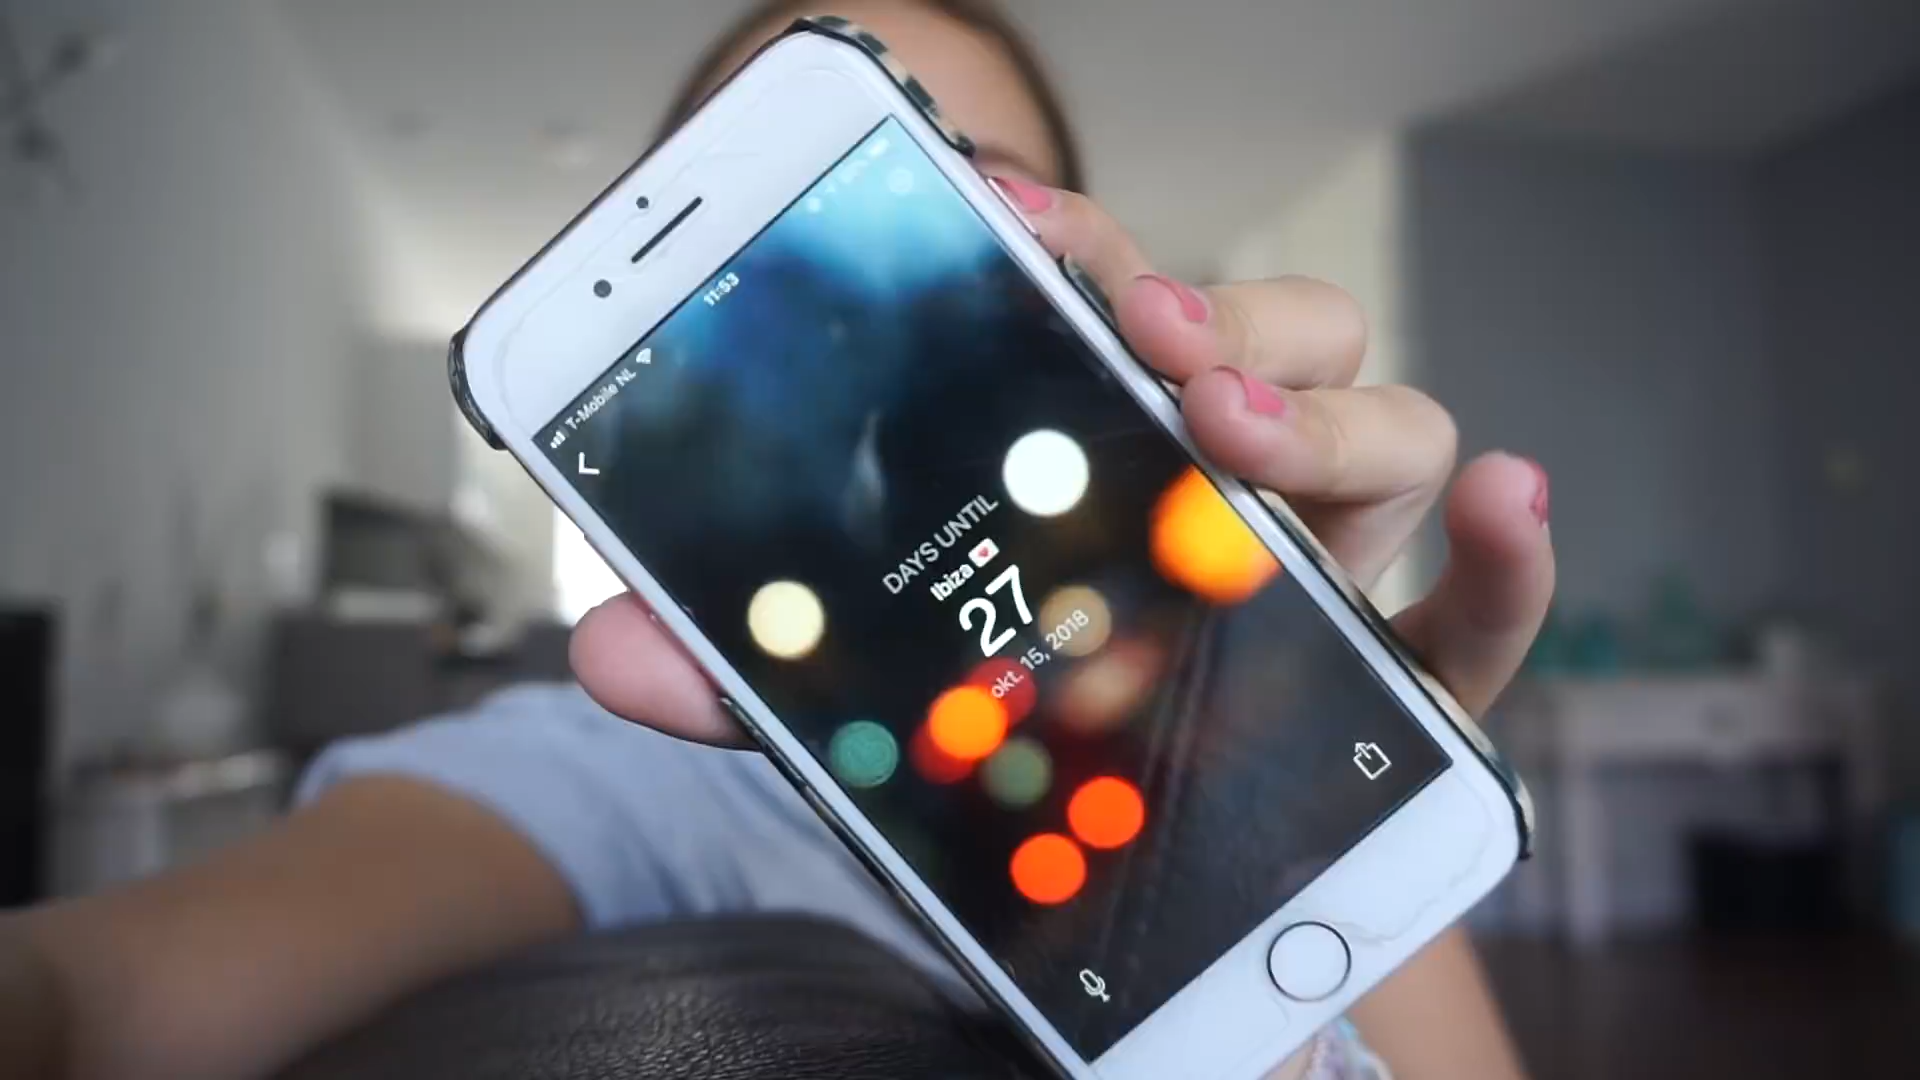 T-Mobile NL
11:53
DAYS UNTIL
Ibiza 💌
27
okt. 15, 2018